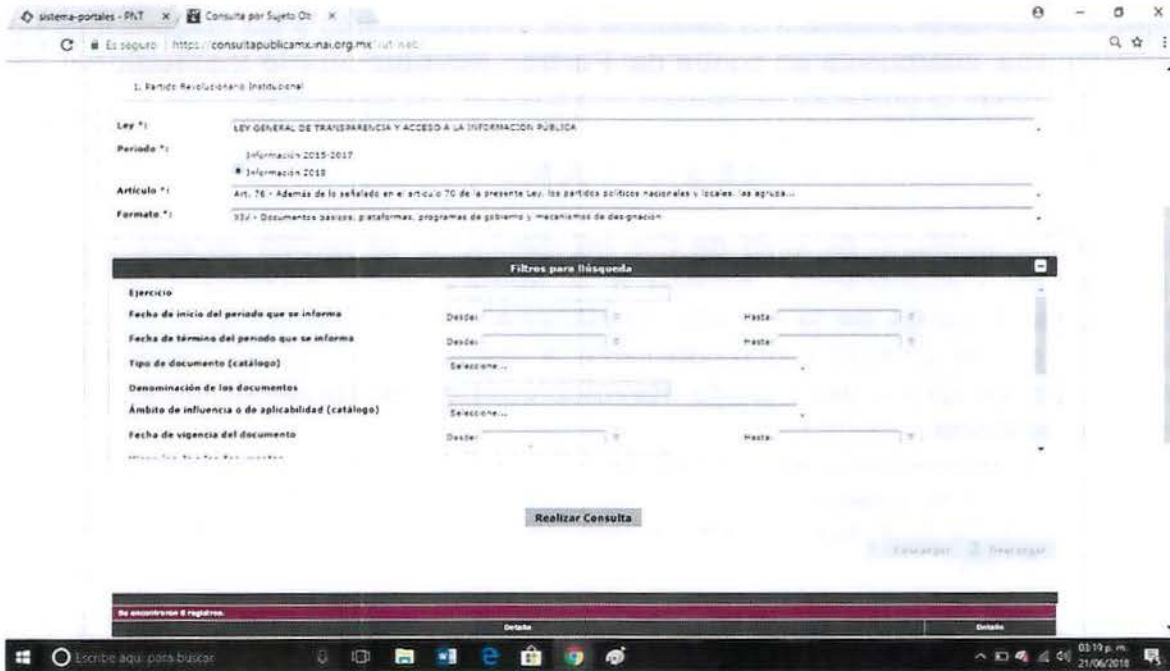 sistema-portales - PNT × Consulta por Sujeto Ob ×
Es seguro https://consultapublicamx.inai.org.mx/vut-web/
1. Partido Revolucionario Institucional
Ley *: LEY GENERAL DE TRANSPARENCIA Y ACCESO A LA INFORMACIÓN PÚBLICA
Periodo *: Información 2015-2017
Información 2018
Artículo *: Art. 76 - Además de lo señalado en el artículo 70 de la presente Ley, los partidos políticos nacionales y locales, las agrupa...
Formato *: XIV - Documentos básicos, plataformas, programas de gobierno y mecanismos de designación
Filtros para Búsqueda
Ejercicio
Fecha de inicio del periodo que se informa Desde: Hasta:
Fecha de término del periodo que se informa Desde: Hasta:
Tipo de documento (catálogo) Seleccione...
Denominación de los documentos
Ámbito de influencia o de aplicabilidad (catálogo) Seleccione...
Fecha de vigencia del documento Desde: Hasta:
Realizar Consulta
Descargar Descargar
Se encontraron registros.
Detalle Detalle
Escribe aquí para buscar
03:19 p. m.
21/06/2018